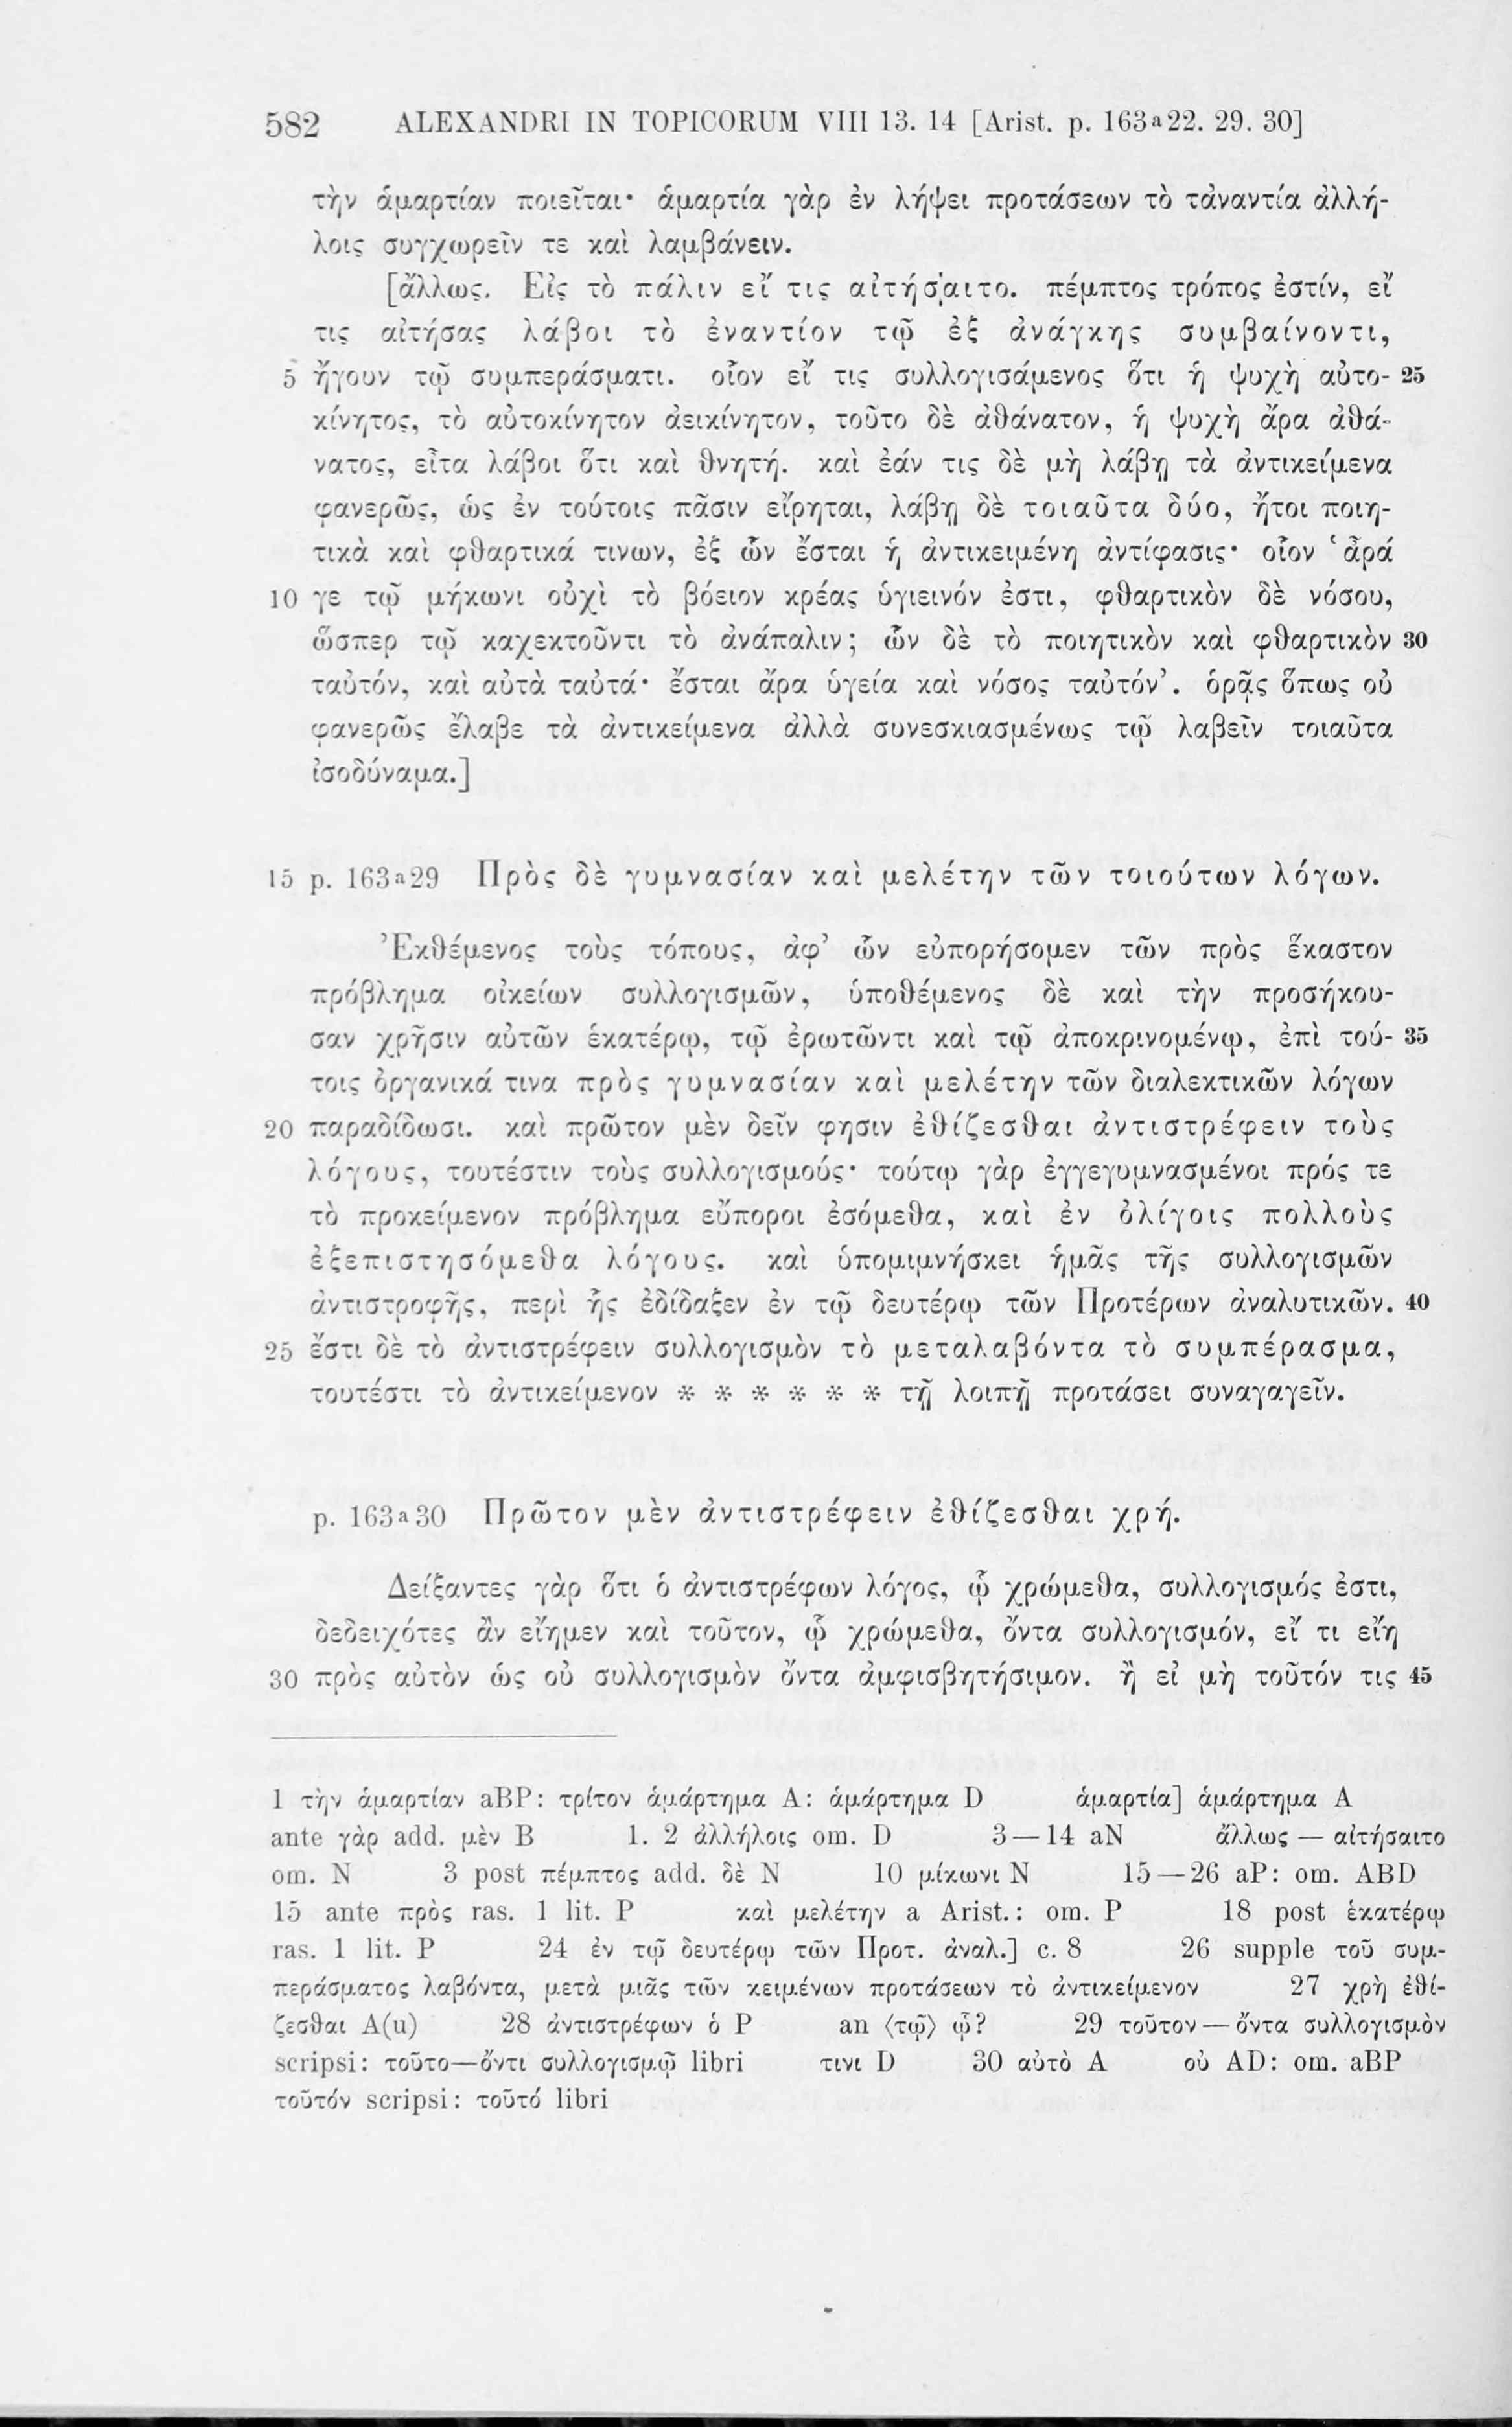 582 ALEXANDRI IN TOPICORUM VIII 13. 14 [Arist. p. 163ª22. 29. 30]
τὴν ἁμαρτίαν ποιεῖται· ἁμαρτία γὰρ ἐν λήψει προτάσεων τὸ τἀναντία ἀλλή-
λοις συγχωρεῖν τε καὶ λαμβάνειν.
[ἄλλως. Εἰς τὸ πάλιν εἴ τις αἰτήσαιτο. πέμπτος τρόπος ἐστίν, εἴ
τις αἰτήσας λάβοι τὸ ἐναντίον τῷ ἐξ ἀνάγκης συμβαίνοντι,
5 ἤγουν τῷ συμπεράσματι. οἷον εἴ τις συλλογισάμενος ὅτι ἡ ψυχὴ αὐτο- 25
κίνητος, τὸ αὐτοκίνητον ἀεικίνητον, τοῦτο δὲ ἀθάνατον, ἡ ψυχὴ ἄρα ἀθά-
νατος, εἶτα λάβοι ὅτι καὶ θνητή. καὶ ἐάν τις δὲ μὴ λάβῃ τὰ ἀντικείμενα
φανερῶς, ὡς ἐν τούτοις πᾶσιν εἴρηται, λάβῃ δὲ τοιαῦτα δύο, ἤτοι ποιη-
τικὰ καὶ φθαρτικά τινων, ἐξ ὧν ἔσται ἡ ἀντικειμένη ἀντίφασις· οἷον ‘ἆρά
10 γε τῷ μήκωνι οὐχὶ τὸ βόειον κρέας ὑγιεινόν ἐστι, φθαρτικὸν δὲ νόσου,
ὥσπερ τῷ καχεκτοῦντι τὸ ἀνάπαλιν; ὧν δὲ τὸ ποιητικὸν καὶ φθαρτικὸν 30
ταὐτόν, καὶ αὐτὰ ταὐτά· ἔσται ἄρα ὑγεία καὶ νόσος ταὐτόν’. ὁρᾷς ὅπως οὐ
φανερῶς ἔλαβε τὰ ἀντικείμενα ἀλλὰ συνεσκιασμένως τῷ λαβεῖν τοιαῦτα
ἰσοδύναμα.]
15 p. 163ª29 Πρὸς δὲ γυμνασίαν καὶ μελέτην τῶν τοιούτων λόγων.
Ἐκθέμενος τοὺς τόπους, ἀφ’ ὧν εὐπορήσομεν τῶν πρὸς ἕκαστον
πρόβλημα οἰκείων συλλογισμῶν, ὑποθέμενος δὲ καὶ τὴν προσήκου-
σαν χρῆσιν αὐτῶν ἑκατέρῳ, τῷ ἐρωτῶντι καὶ τῷ ἀποκρινομένῳ, ἐπὶ τού- 35
τοις ὀργανικά τινα πρὸς γυμνασίαν καὶ μελέτην τῶν διαλεκτικῶν λόγων
20 παραδίδωσι. καὶ πρῶτον μὲν δεῖν φησιν ἐθίζεσθαι ἀντιστρέφειν τοὺς
λόγους, τουτέστιν τοὺς συλλογισμούς· τούτῳ γὰρ ἐγγεγυμνασμένοι πρός τε
τὸ προκείμενον πρόβλημα εὔποροι ἐσόμεθα, καὶ ἐν ὀλίγοις πολλοὺς
ἐξεπιστησόμεθα λόγους. καὶ ὑπομιμνήσκει ἡμᾶς τῆς συλλογισμῶν
ἀντιστροφῆς, περὶ ἧς ἐδίδαξεν ἐν τῷ δευτέρῳ τῶν Προτέρων ἀναλυτικῶν. 40
25 ἔστι δὲ τὸ ἀντιστρέφειν συλλογισμὸν τὸ μεταλαβόντα τὸ συμπέρασμα,
τουτέστι τὸ ἀντικείμενον * * * * * * τῇ λοιπῇ προτάσει συναγαγεῖν.
p. 163ª30 Πρῶτον μὲν ἀντιστρέφειν ἐθίζεσθαι χρή.
Δείξαντες γὰρ ὅτι ὁ ἀντιστρέφων λόγος, ᾧ χρώμεθα, συλλογισμός ἐστι,
δεδειχότες ἂν εἴημεν καὶ τοῦτον, ᾧ χρώμεθα, ὄντα συλλογισμόν, εἴ τι εἴη
30 πρὸς αὐτὸν ὡς οὐ συλλογισμὸν ὄντα ἀμφισβητήσιμον. ἢ εἰ μὴ τοῦτόν τις 45
1 τὴν ἁμαρτίαν aBP: τρίτον ἁμάρτημα A: ἁμάρτημα D ἁμαρτία] ἁμάρτημα A
ante γὰρ add. μὲν B 1. 2 ἀλλήλοις om. D 3—14 aN ἄλλως — αἰτήσαιτο
om. N 3 post πέμπτος add. δὲ N 10 μίκωνι N 15—26 aP: om. ABD
15 ante πρὸς ras. 1 lit. P καὶ μελέτην a Arist.: om. P 18 post ἑκατέρῳ
ras. 1 lit. P 24 ἐν τῷ δευτέρῳ τῶν Προτ. ἀναλ.] c. 8 26 supple τοῦ συμ-
περάσματος λαβόντα, μετὰ μιᾶς τῶν κειμένων προτάσεων τὸ ἀντικείμενον 27 χρὴ ἐθί-
ζεσθαι A(u) 28 ἀντιστρέφων ὁ P an ⟨τῷ⟩ ᾧ? 29 τοῦτον—ὄντα συλλογισμὸν
scripsi: τοῦτο—ὄντι συλλογισμῷ libri τινι D 30 αὐτὸ A οὐ AD: om. aBP
τοῦτόν scripsi: τοῦτό libri